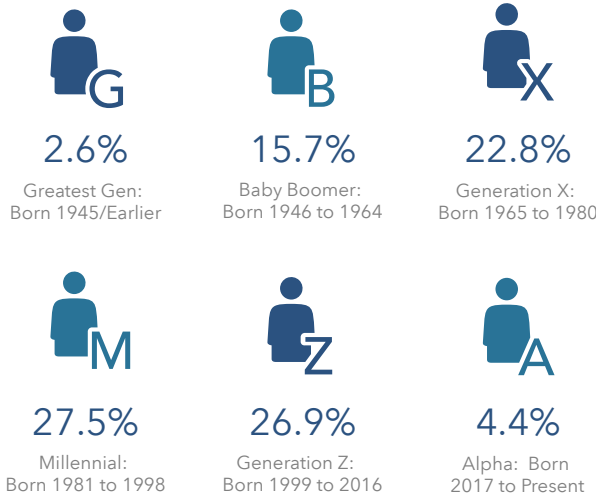 G
2.6%
Greatest Gen:
Born 1945/Earlier
B
15.7%
Baby Boomer:
Born 1946 to 1964
X
22.8%
Generation X:
Born 1965 to 1980
M
27.5%
Millennial:
Born 1981 to 1998
Z
26.9%
Generation Z:
Born 1999 to 2016
A
4.4%
Alpha: Born
2017 to Present